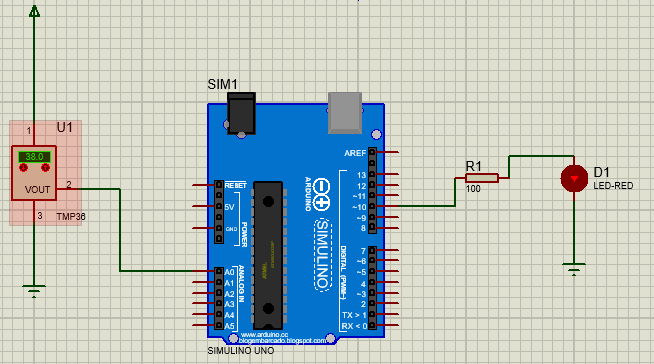 SIM1
U1
1
38.0
VOUT
2
3
TMP36
RESET
5V
GND
POWER
A0
A1
A2
A3
A4
A5
ANALOG IN
ARDUINO
SIMULINO
AREF
13
12
~11
~10
~9
8
7
~6
~5
4
~3
2
TX > 1
RX < 0
DIGITAL (PWM~)
www.arduino.cc
blogembarcado.blogspot.com
SIMULINO UNO
R1
100
D1
LED-RED